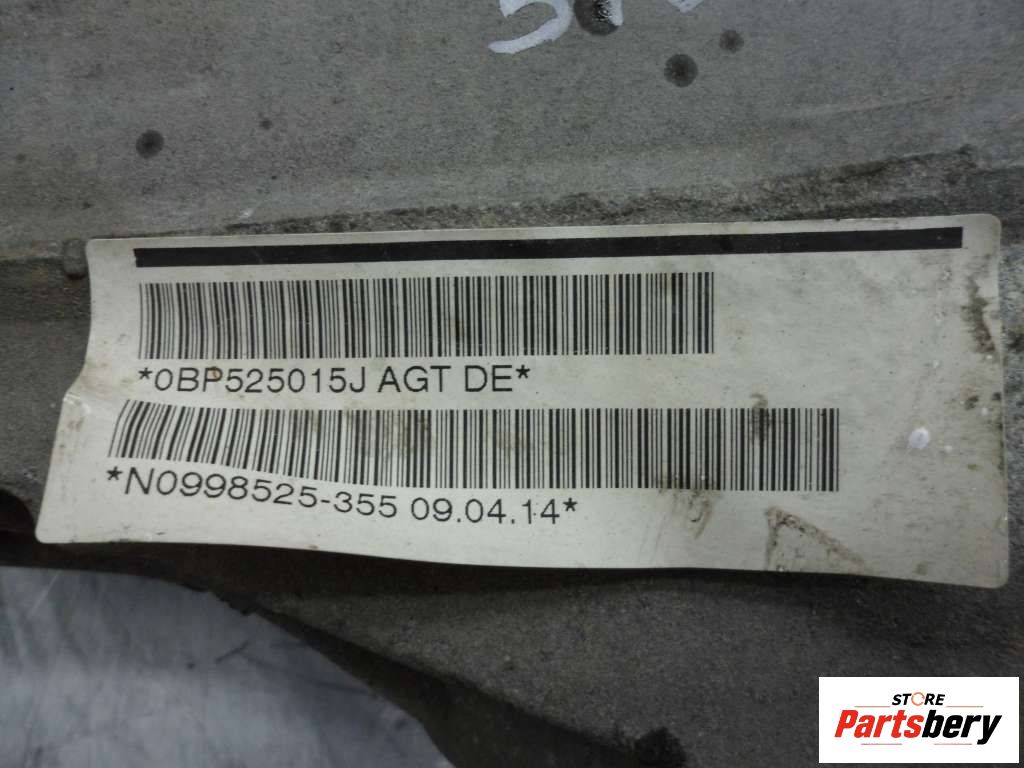 *0BP525015J AGT DE*
*N0998525-355 09.04.14*
STORE
Partsbery